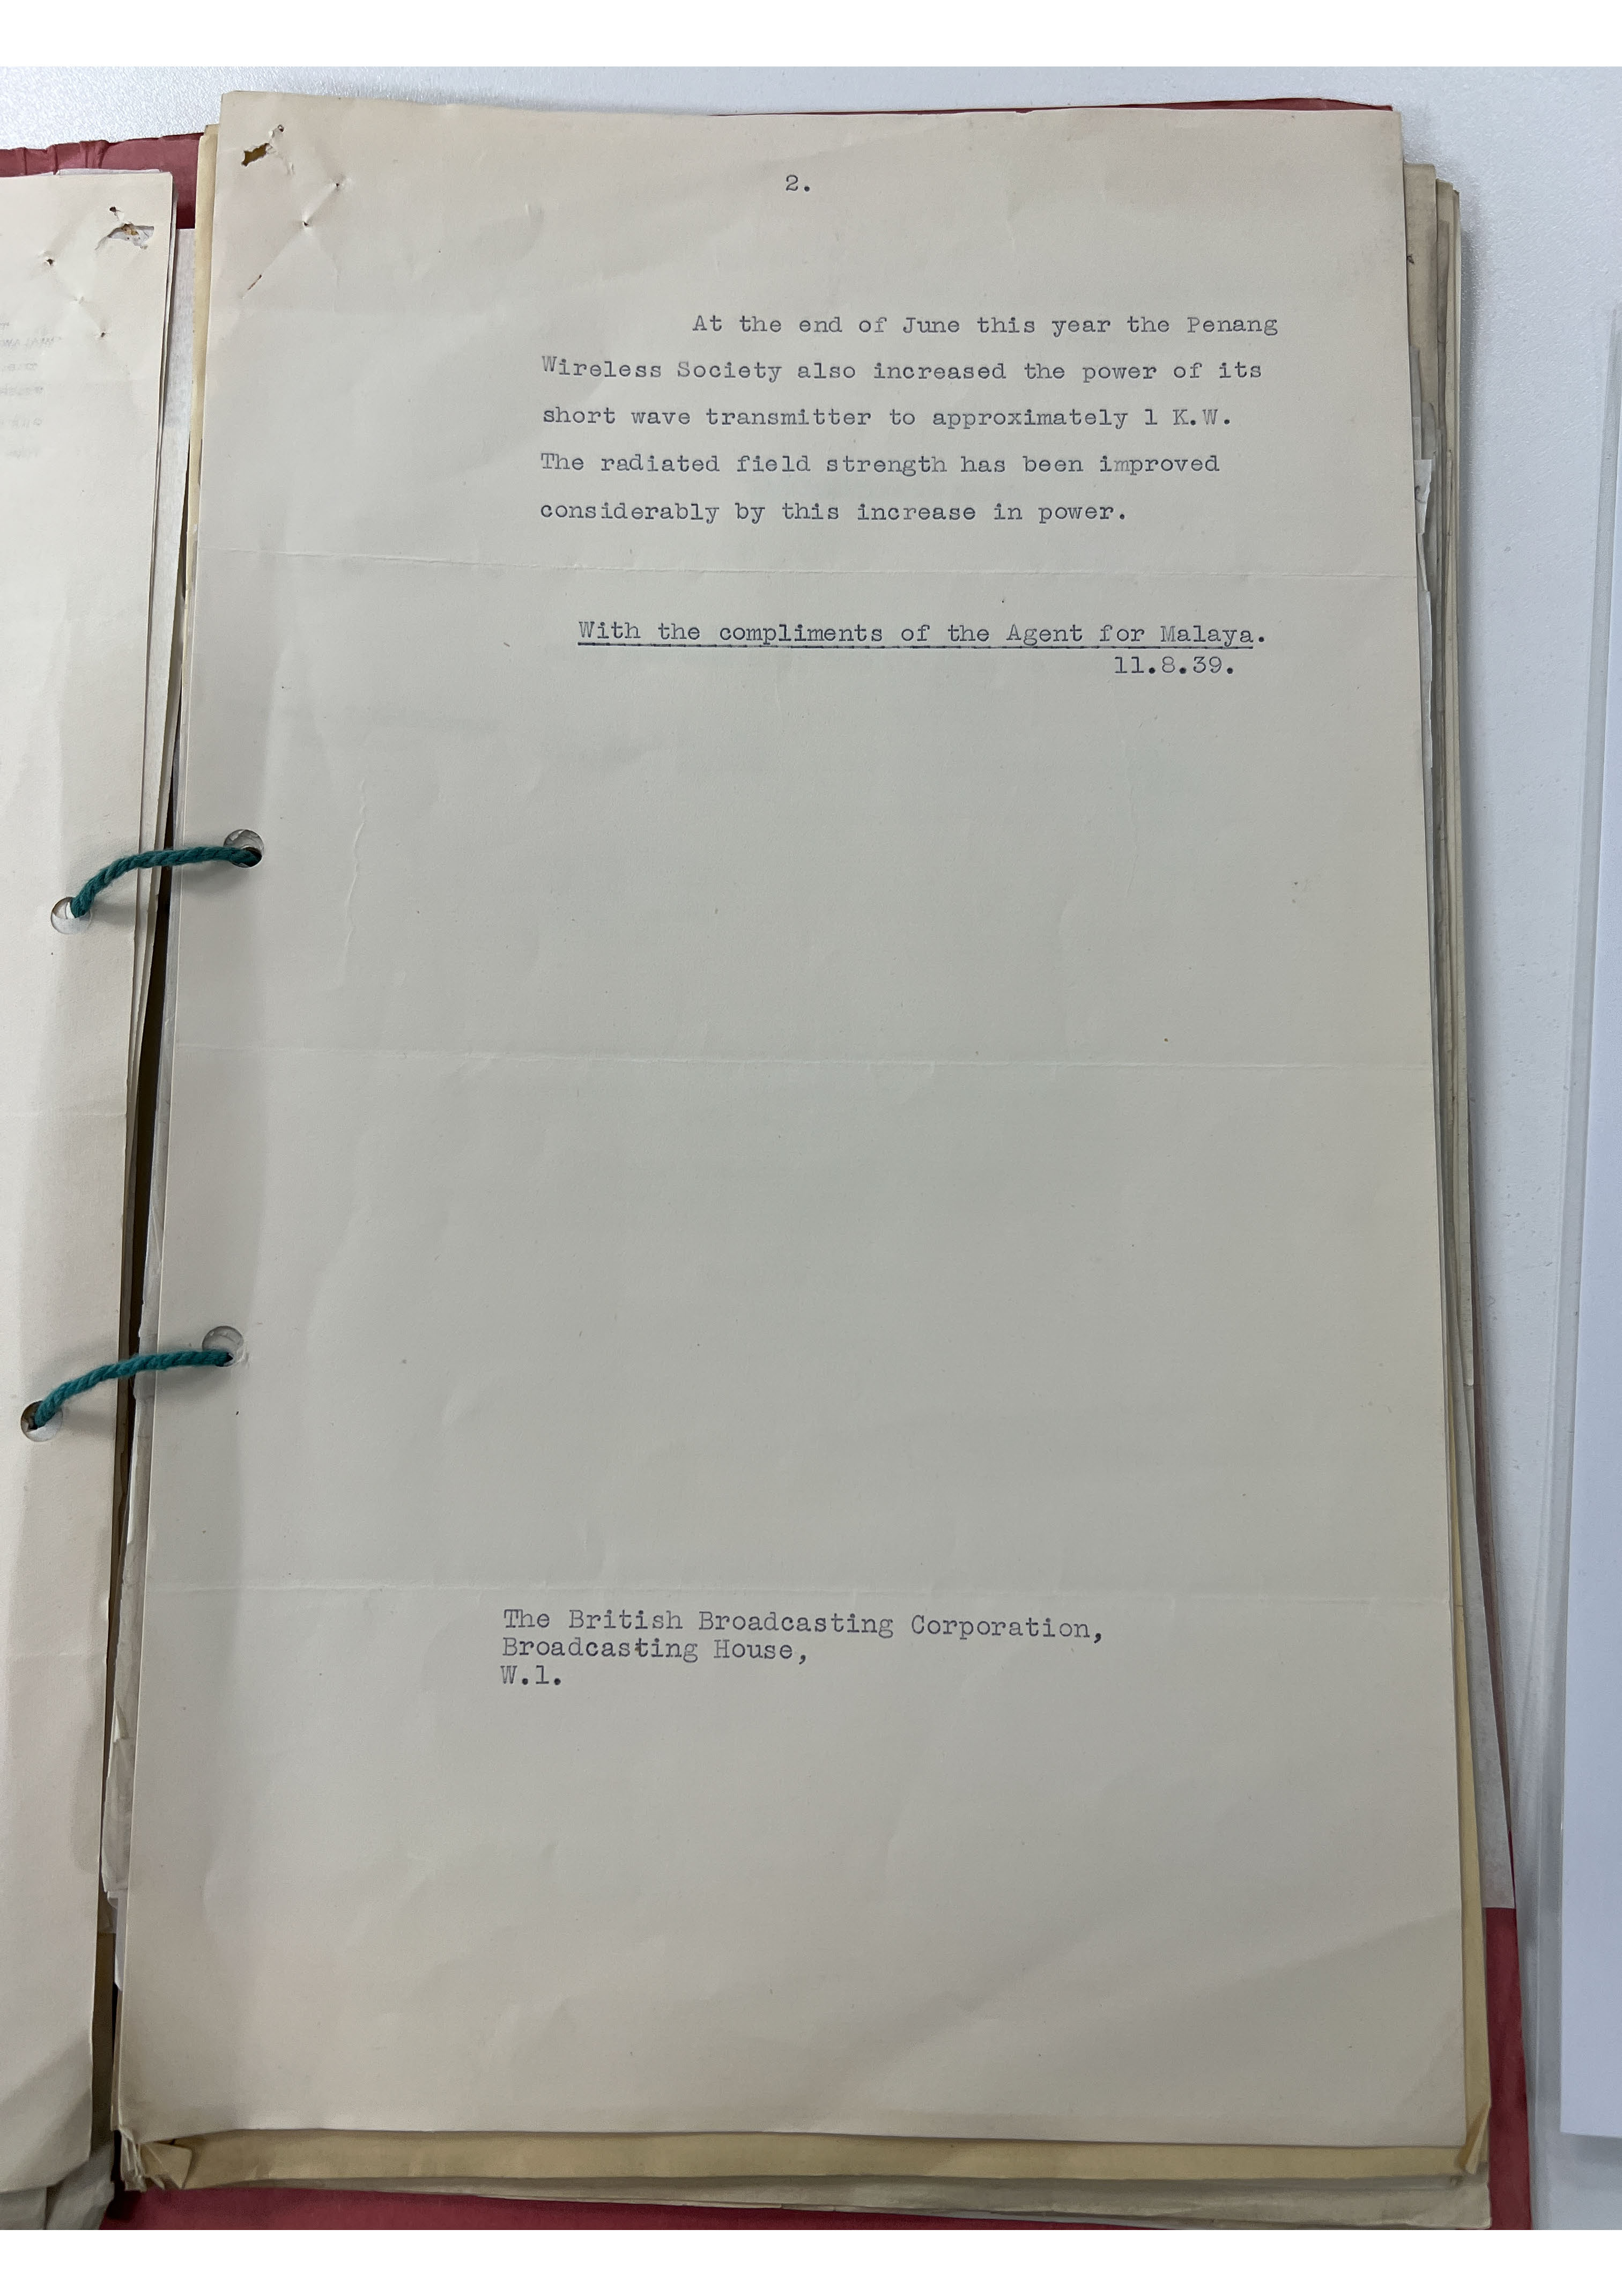 2.
At the end of June this year the Penang
Wireless Society also increased the power of its
short wave transmitter to approximately 1 K.W.
The radiated field strength has been improved
considerably by this increase in power.
With the compliments of the Agent for Malaya.
11.8.39.
The British Broadcasting Corporation,
Broadcasting House,
W.1.